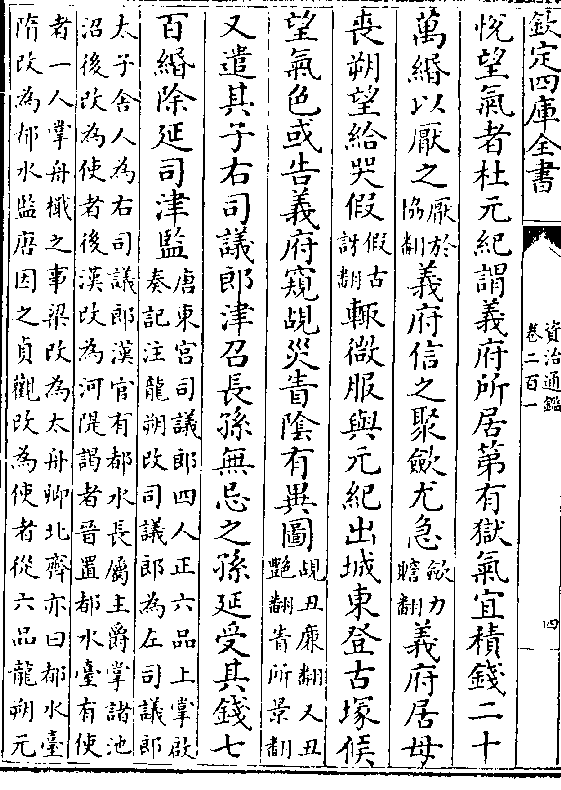 欽定四庫全書
資治通鑑
卷二百一
四
悅望氣者杜元紀謂義府所居第有獄氣宜積錢二十
萬緡以厭之
厭於
協翻
義府信之聚斂尤急
斂力
贍翻
義府居母
喪朔望給哭假
假古
訝翻
輒微服與元紀出城東登古塚候
望氣色或告義府窺覘災眚陰有異圖
覘丑廉翻又丑
艷翻眚所景翻
又遣其子右司議郎津召長孫無忌之孫延受其錢七
百緡除延司津監
唐東宮司議郎四人正六品上掌啟
奏記注龍朔改司議郎為左司議郎
太子舍人為右司議郎漢官有都水長屬主爵掌諸池
沼後改為使者後漢改為河隄謁者晉置都水臺有使
者一人掌舟檝之事梁改為太舟卿北齊亦曰都水臺
隋改為都水監唐因之貞觀改為使者從六品龍朔元